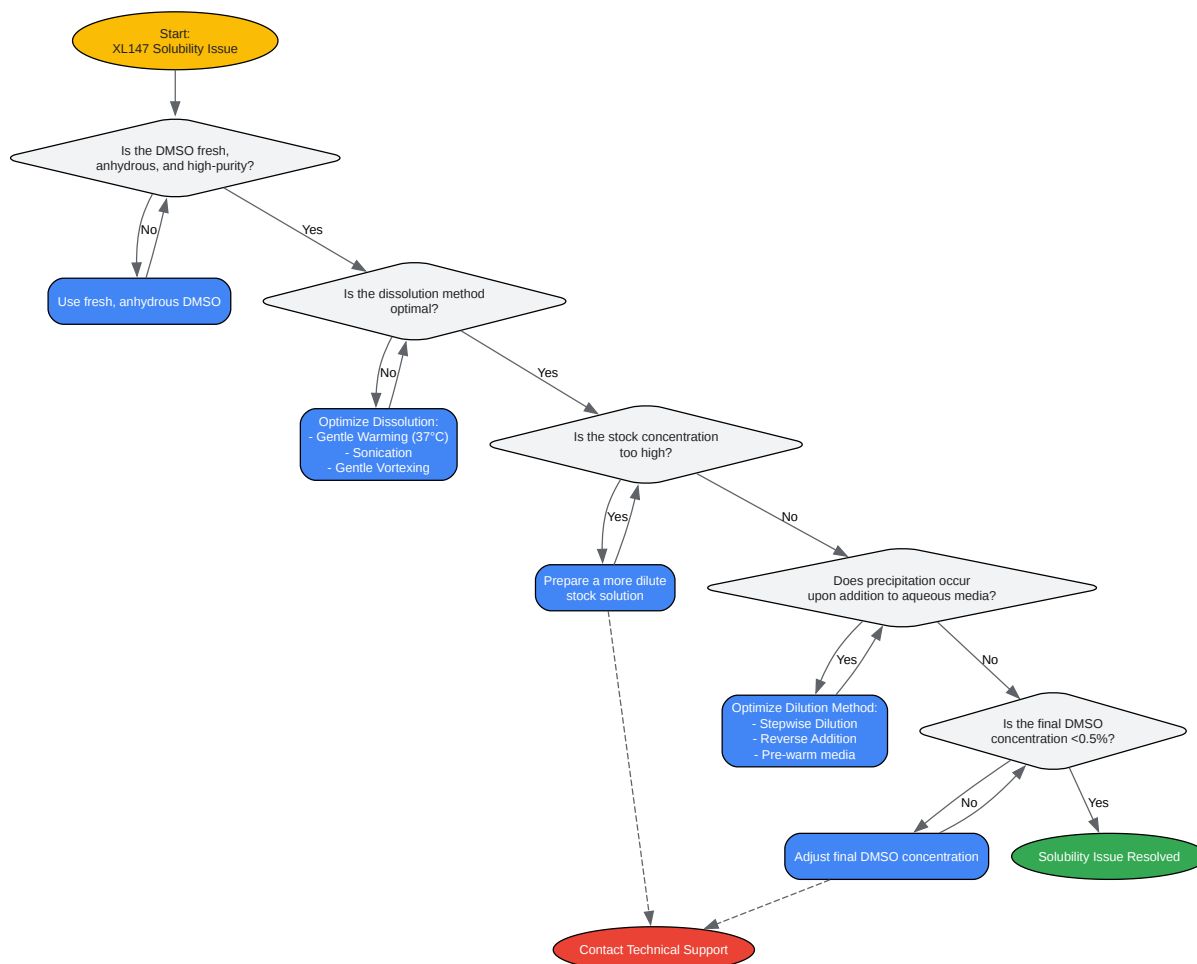 Start:
XL147 Solubility Issue
Is the DMSO fresh,
anhydrous, and high-purity?
No
Yes
Use fresh, anhydrous DMSO
Is the dissolution method
optimal?
No
Yes
Optimize Dissolution:
- Gentle Warming (37°C)
- Sonication
- Gentle Vortexing
Is the stock concentration
too high?
Yes
No
Prepare a more dilute
stock solution
Does precipitation occur
upon addition to aqueous media?
Yes
No
Optimize Dilution Method:
- Stepwise Dilution
- Reverse Addition
- Pre-warm media
Is the final DMSO
concentration <0.5%?
No
Yes
Adjust final DMSO concentration
Solubility Issue Resolved
Contact Technical Support